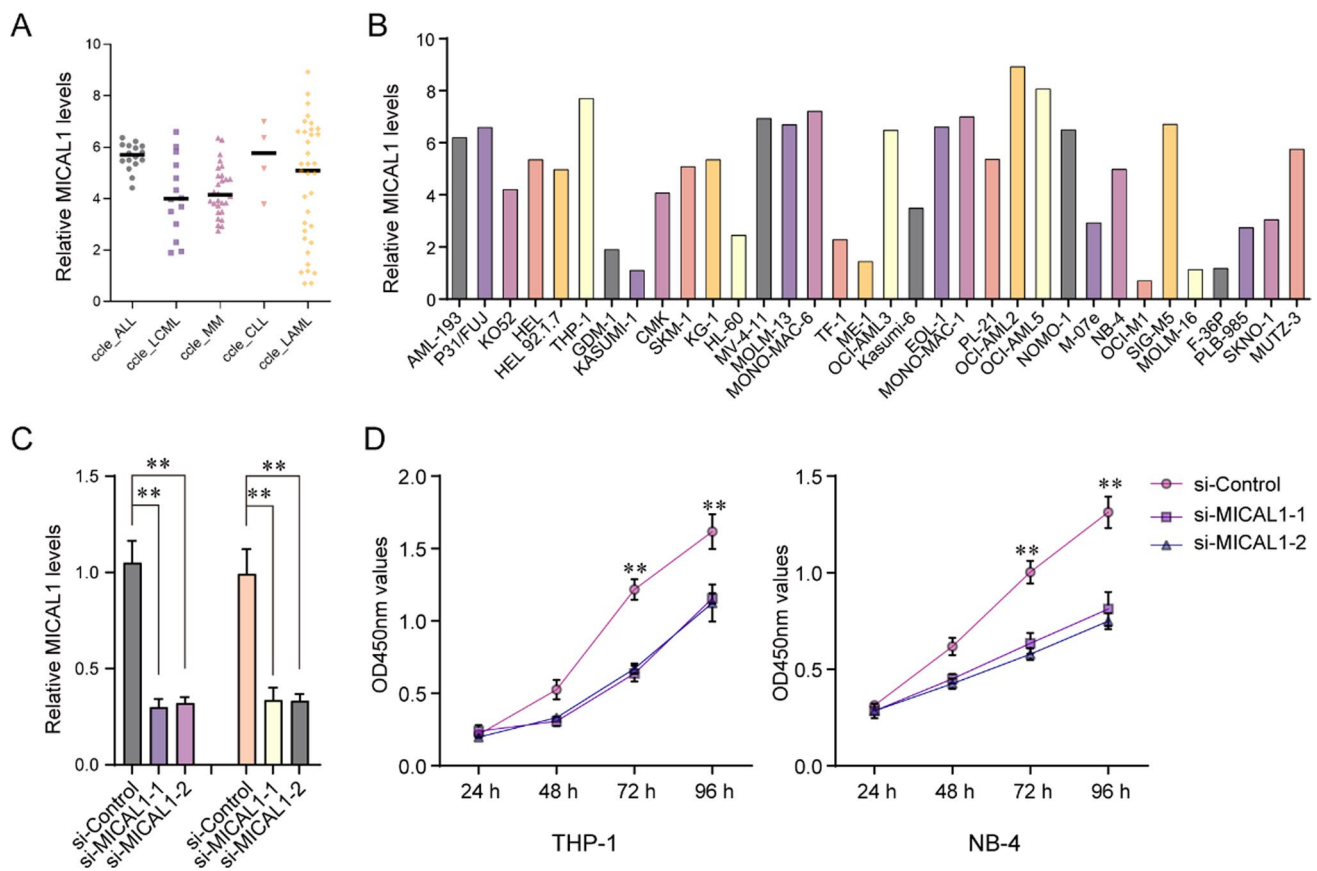 A
Relative MICAL1 levels
10
8
6
4
2
0
ccle_ALL
ccle_LCML
ccle_MM
ccle_CLL
ccle_LAML
B
Relative MICAL1 levels
10
8
6
4
2
0
AML-193
P31/FUJ
KO52
HEL
HEL 92.1.7
THP-1
GDM-1
KASUMI-1
CMK
SKM-1
KG-1
HL-60
MV-4-11
MOLM-13
MONO-MAC-6
TF-1
ME-1
OCI-AML3
Kasumi-6
EOL-1
MONO-MAC-1
PL-21
OCI-AML2
OCI-AML5
NOMO-1
M-07e
NB-4
OCI-M1
SIG-M5
MOLM-16
F-36P
PLB-985
SKNO-1
MUTZ-3
C
Relative MICAL1 levels
1.5
1.0
0.5
0.0
**
**
**
**
si-Control
si-MICAL1-1
si-MICAL1-2
si-Control
si-MICAL1-1
si-MICAL1-2
D
OD450nm values
2.0
1.5
1.0
0.5
0.0
**
**
24 h
48 h
72 h
96 h
THP-1
OD450nm values
1.5
1.0
0.5
0.0
**
**
24 h
48 h
72 h
96 h
NB-4
si-Control
si-MICAL1-1
si-MICAL1-2